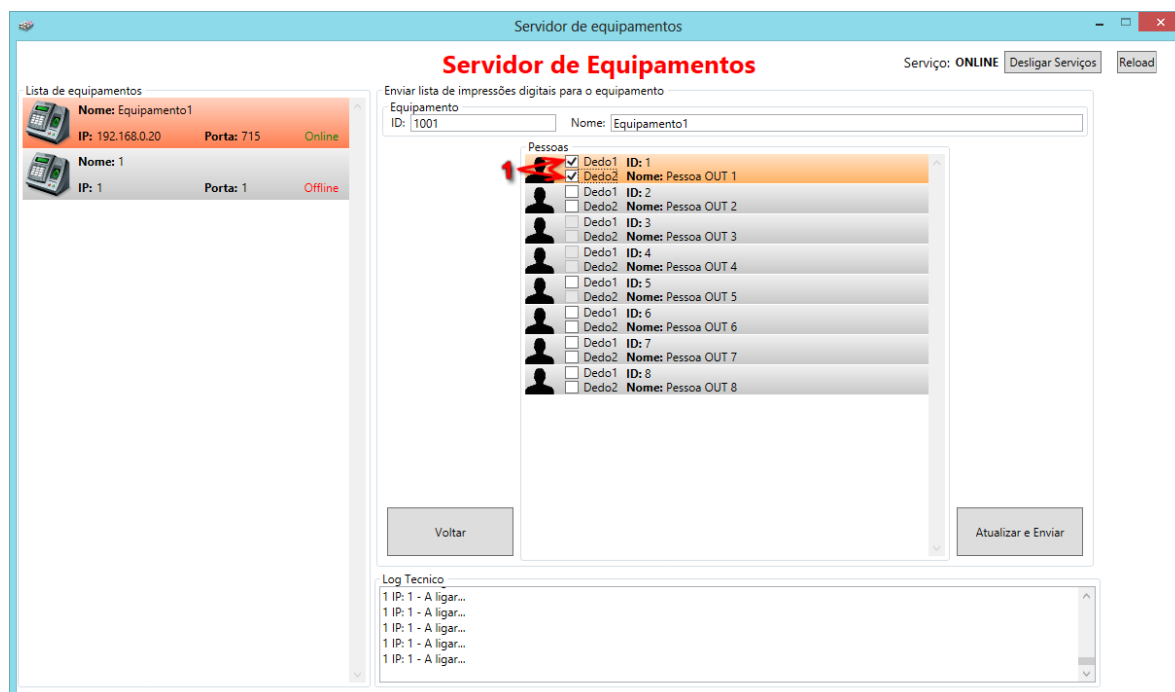 Servidor de equipamentos
Servidor de Equipamentos
Serviço: ONLINE Desligar Serviços Reload
Lista de equipamentos
Nome: Equipamento1
IP: 192.168.0.20 Porta: 715 Online
Nome: 1
IP: 1 Porta: 1 Offline
Enviar lista de impressões digitais para o equipamento
Equipamento
ID: 1001 Nome: Equipamento1
Pessoas
1
Dedo1 ID: 1
Dedo2 Nome: Pessoa OUT 1
Dedo1 ID: 2
Dedo2 Nome: Pessoa OUT 2
Dedo1 ID: 3
Dedo2 Nome: Pessoa OUT 3
Dedo1 ID: 4
Dedo2 Nome: Pessoa OUT 4
Dedo1 ID: 5
Dedo2 Nome: Pessoa OUT 5
Dedo1 ID: 6
Dedo2 Nome: Pessoa OUT 6
Dedo1 ID: 7
Dedo2 Nome: Pessoa OUT 7
Dedo1 ID: 8
Dedo2 Nome: Pessoa OUT 8
Voltar
Atualizar e Enviar
Log Tecnico
1 IP: 1 - A ligar...
1 IP: 1 - A ligar...
1 IP: 1 - A ligar...
1 IP: 1 - A ligar...
1 IP: 1 - A ligar...